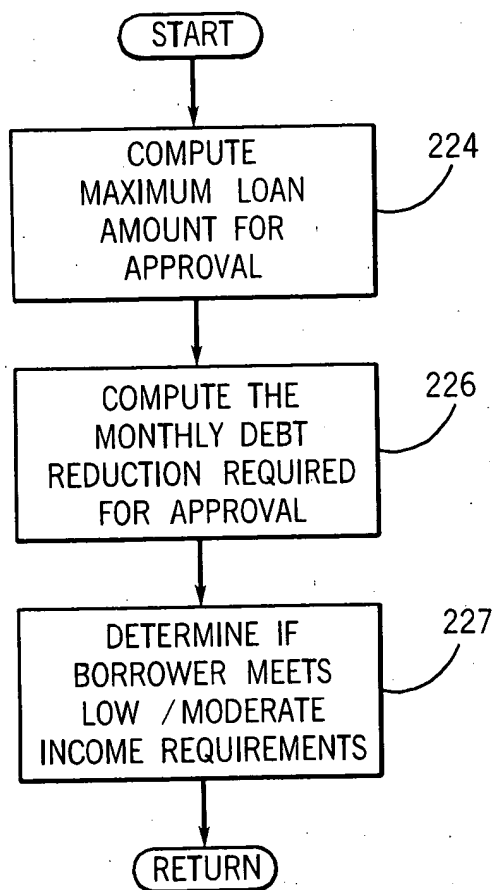 START
COMPUTE
MAXIMUM LOAN
AMOUNT FOR
APPROVAL
224
COMPUTE THE
MONTHLY DEBT
REDUCTION REQUIRED
FOR APPROVAL
226
DETERMINE IF
BORROWER MEETS
LOW / MODERATE
INCOME REQUIREMENTS
227
RETURN